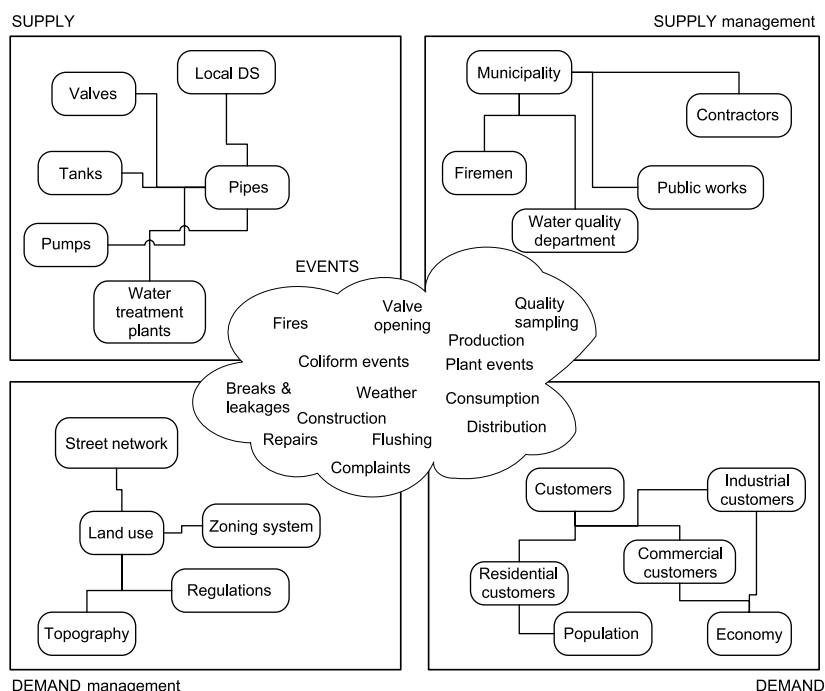 SUPPLY
SUPPLY management
Local DS
Valves
Tanks
Pipes
Pumps
Water
treatment
plants
Municipality
Contractors
Firemen
Public works
Water quality
department
EVENTS
Fires
Valve
opening
Quality
sampling
Production
Coliform events
Plant events
Breaks &
leakages
Weather
Consumption
Construction
Distribution
Repairs
Flushing
Complaints
Street network
Land use
Zoning system
Regulations
Topography
Customers
Industrial
customers
Commercial
customers
Residential
customers
Population
Economy
DEMAND management
DEMAND